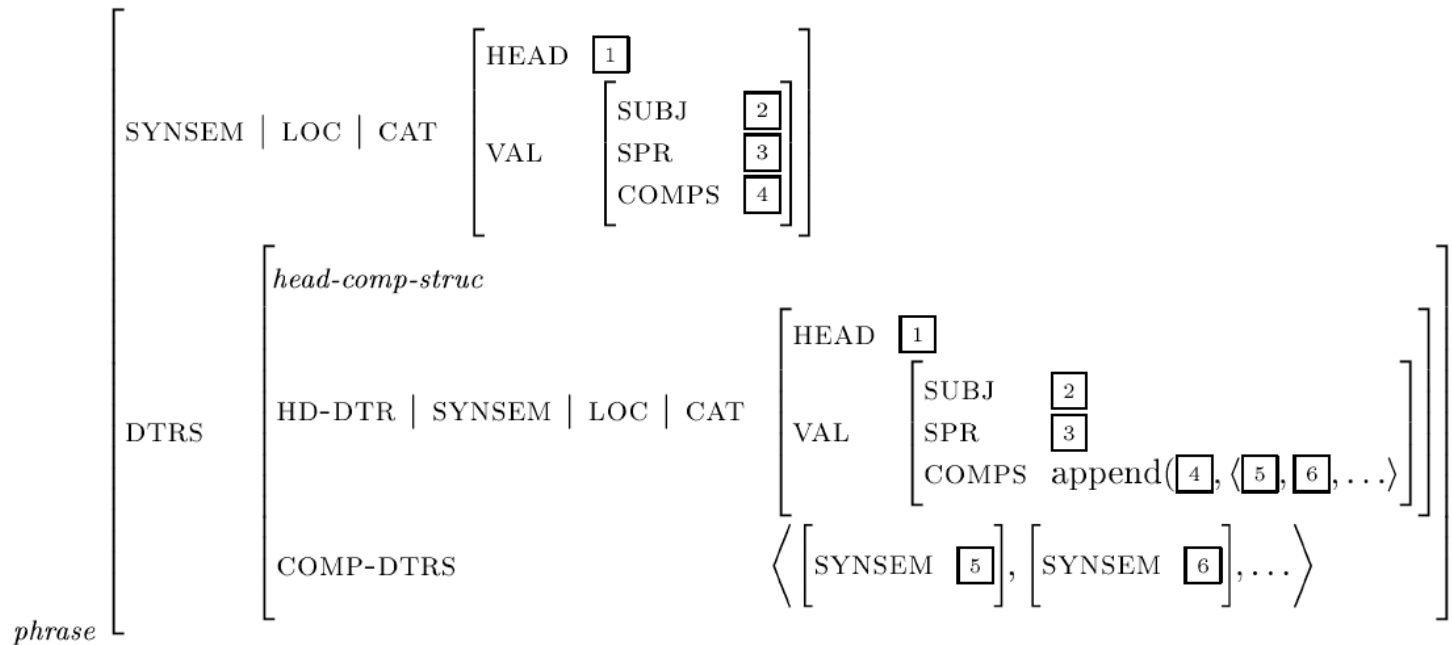 HEAD 1
SUBJ 2
SYNSEM | LOC | CAT
VAL SPR 3
COMPS 4
head-comp-struc
HEAD 1
SUBJ 2
HD-DTR | SYNSEM | LOC | CAT
DTRS VAL SPR 3
COMPS append(4, ⟨5, 6, ...⟩
COMP-DTRS ⟨[SYNSEM 5], [SYNSEM 6], ...⟩
phrase